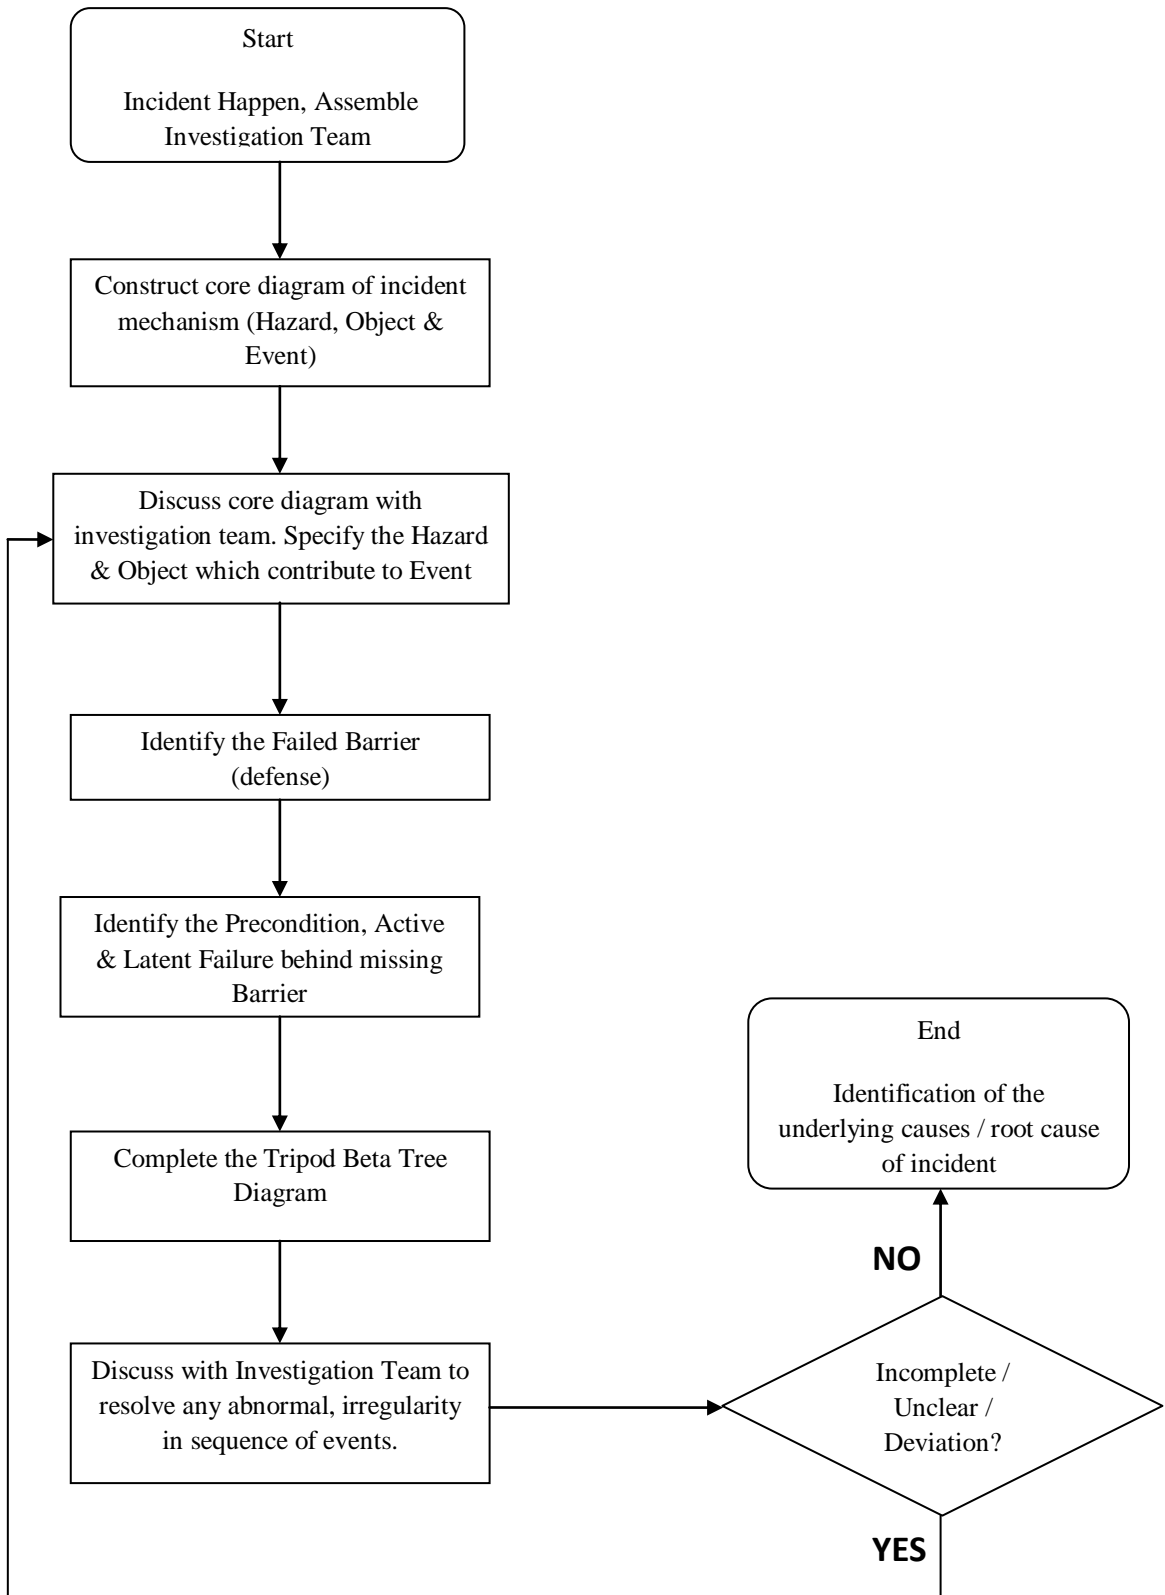 Start
Incident Happen, Assemble
Investigation Team
Construct core diagram of incident
mechanism (Hazard, Object &
Event)
Discuss core diagram with
investigation team. Specify the Hazard
& Object which contribute to Event
Identify the Failed Barrier
(defense)
Identify the Precondition, Active
& Latent Failure behind missing
Barrier
Complete the Tripod Beta Tree
Diagram
Discuss with Investigation Team to
resolve any abnormal, irregularity
in sequence of events.
Incomplete /
Unclear /
Deviation?
YES
NO
End
Identification of the
underlying causes / root cause
of incident